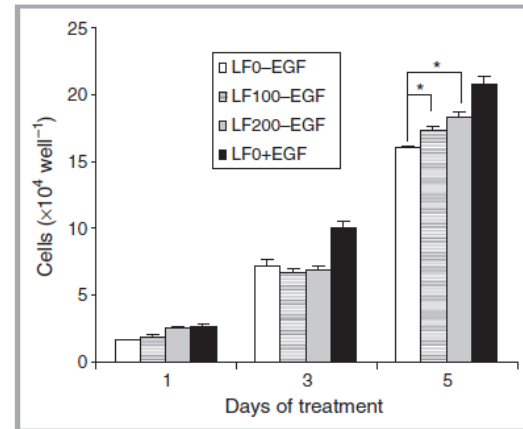 25
20
15
10
5
0
Cells (×10⁴ well⁻¹)
LF0–EGF
LF100–EGF
LF200–EGF
LF0+EGF
*
*
1 3 5
Days of treatment